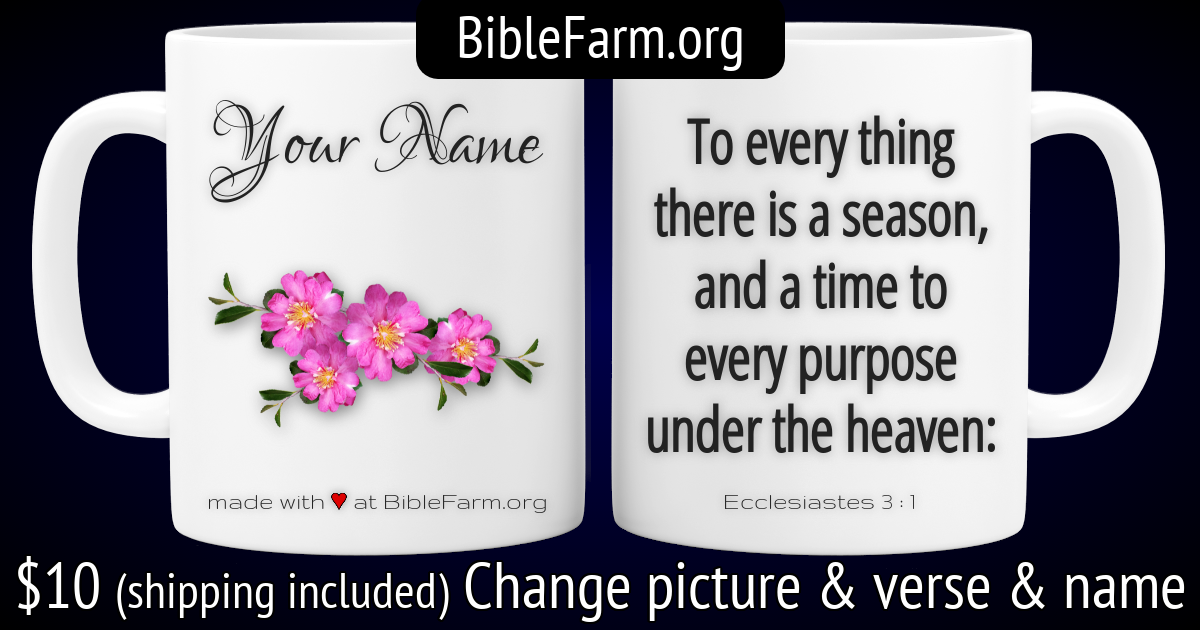 BibleFarm.org
Your Name
made with ♥ at BibleFarm.org
To every thing
there is a season,
and a time to
every purpose
under the heaven:
Ecclesiastes 3:1
$10 (shipping included) Change picture & verse & name